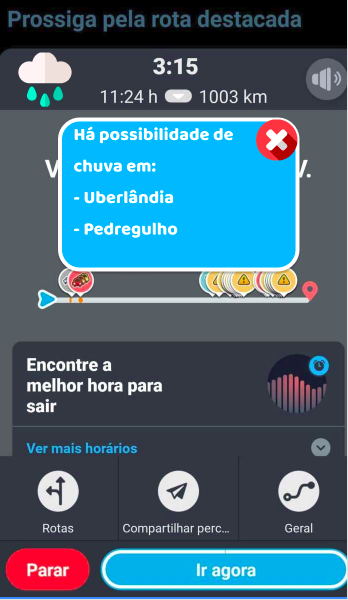 Prossiga pela rota destacada
3:15
11:24 h 1003 km
Há possibilidade de
chuva em:
- Uberlândia
- Pedregulho
Encontre a
melhor hora para
sair
Ver mais horários
Rotas
Compartilhar perc...
Geral
Parar
Ir agora